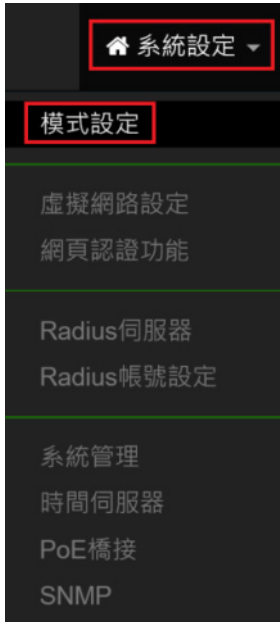 系統設定
模式設定
虛擬網路設定
網頁認證功能
Radius伺服器
Radius帳號設定
系統管理
時間伺服器
PoE橋接
SNMP